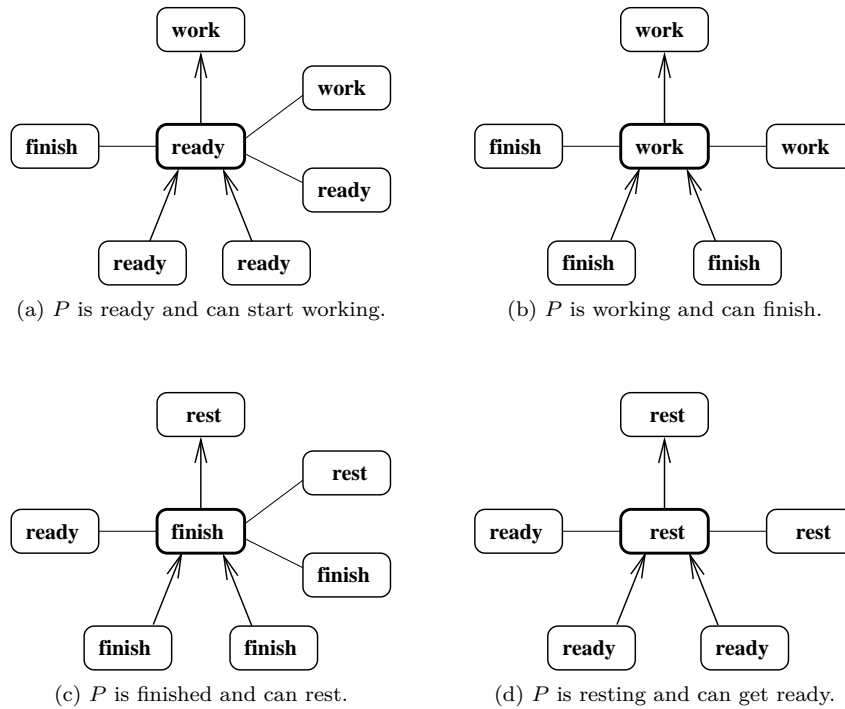 work
work
finish
ready
ready
ready
ready
(a) P is ready and can start working.
work
finish
work
work
finish
finish
(b) P is working and can finish.
rest
rest
ready
finish
finish
finish
finish
(c) P is finished and can rest.
rest
ready
rest
rest
ready
ready
(d) P is resting and can get ready.